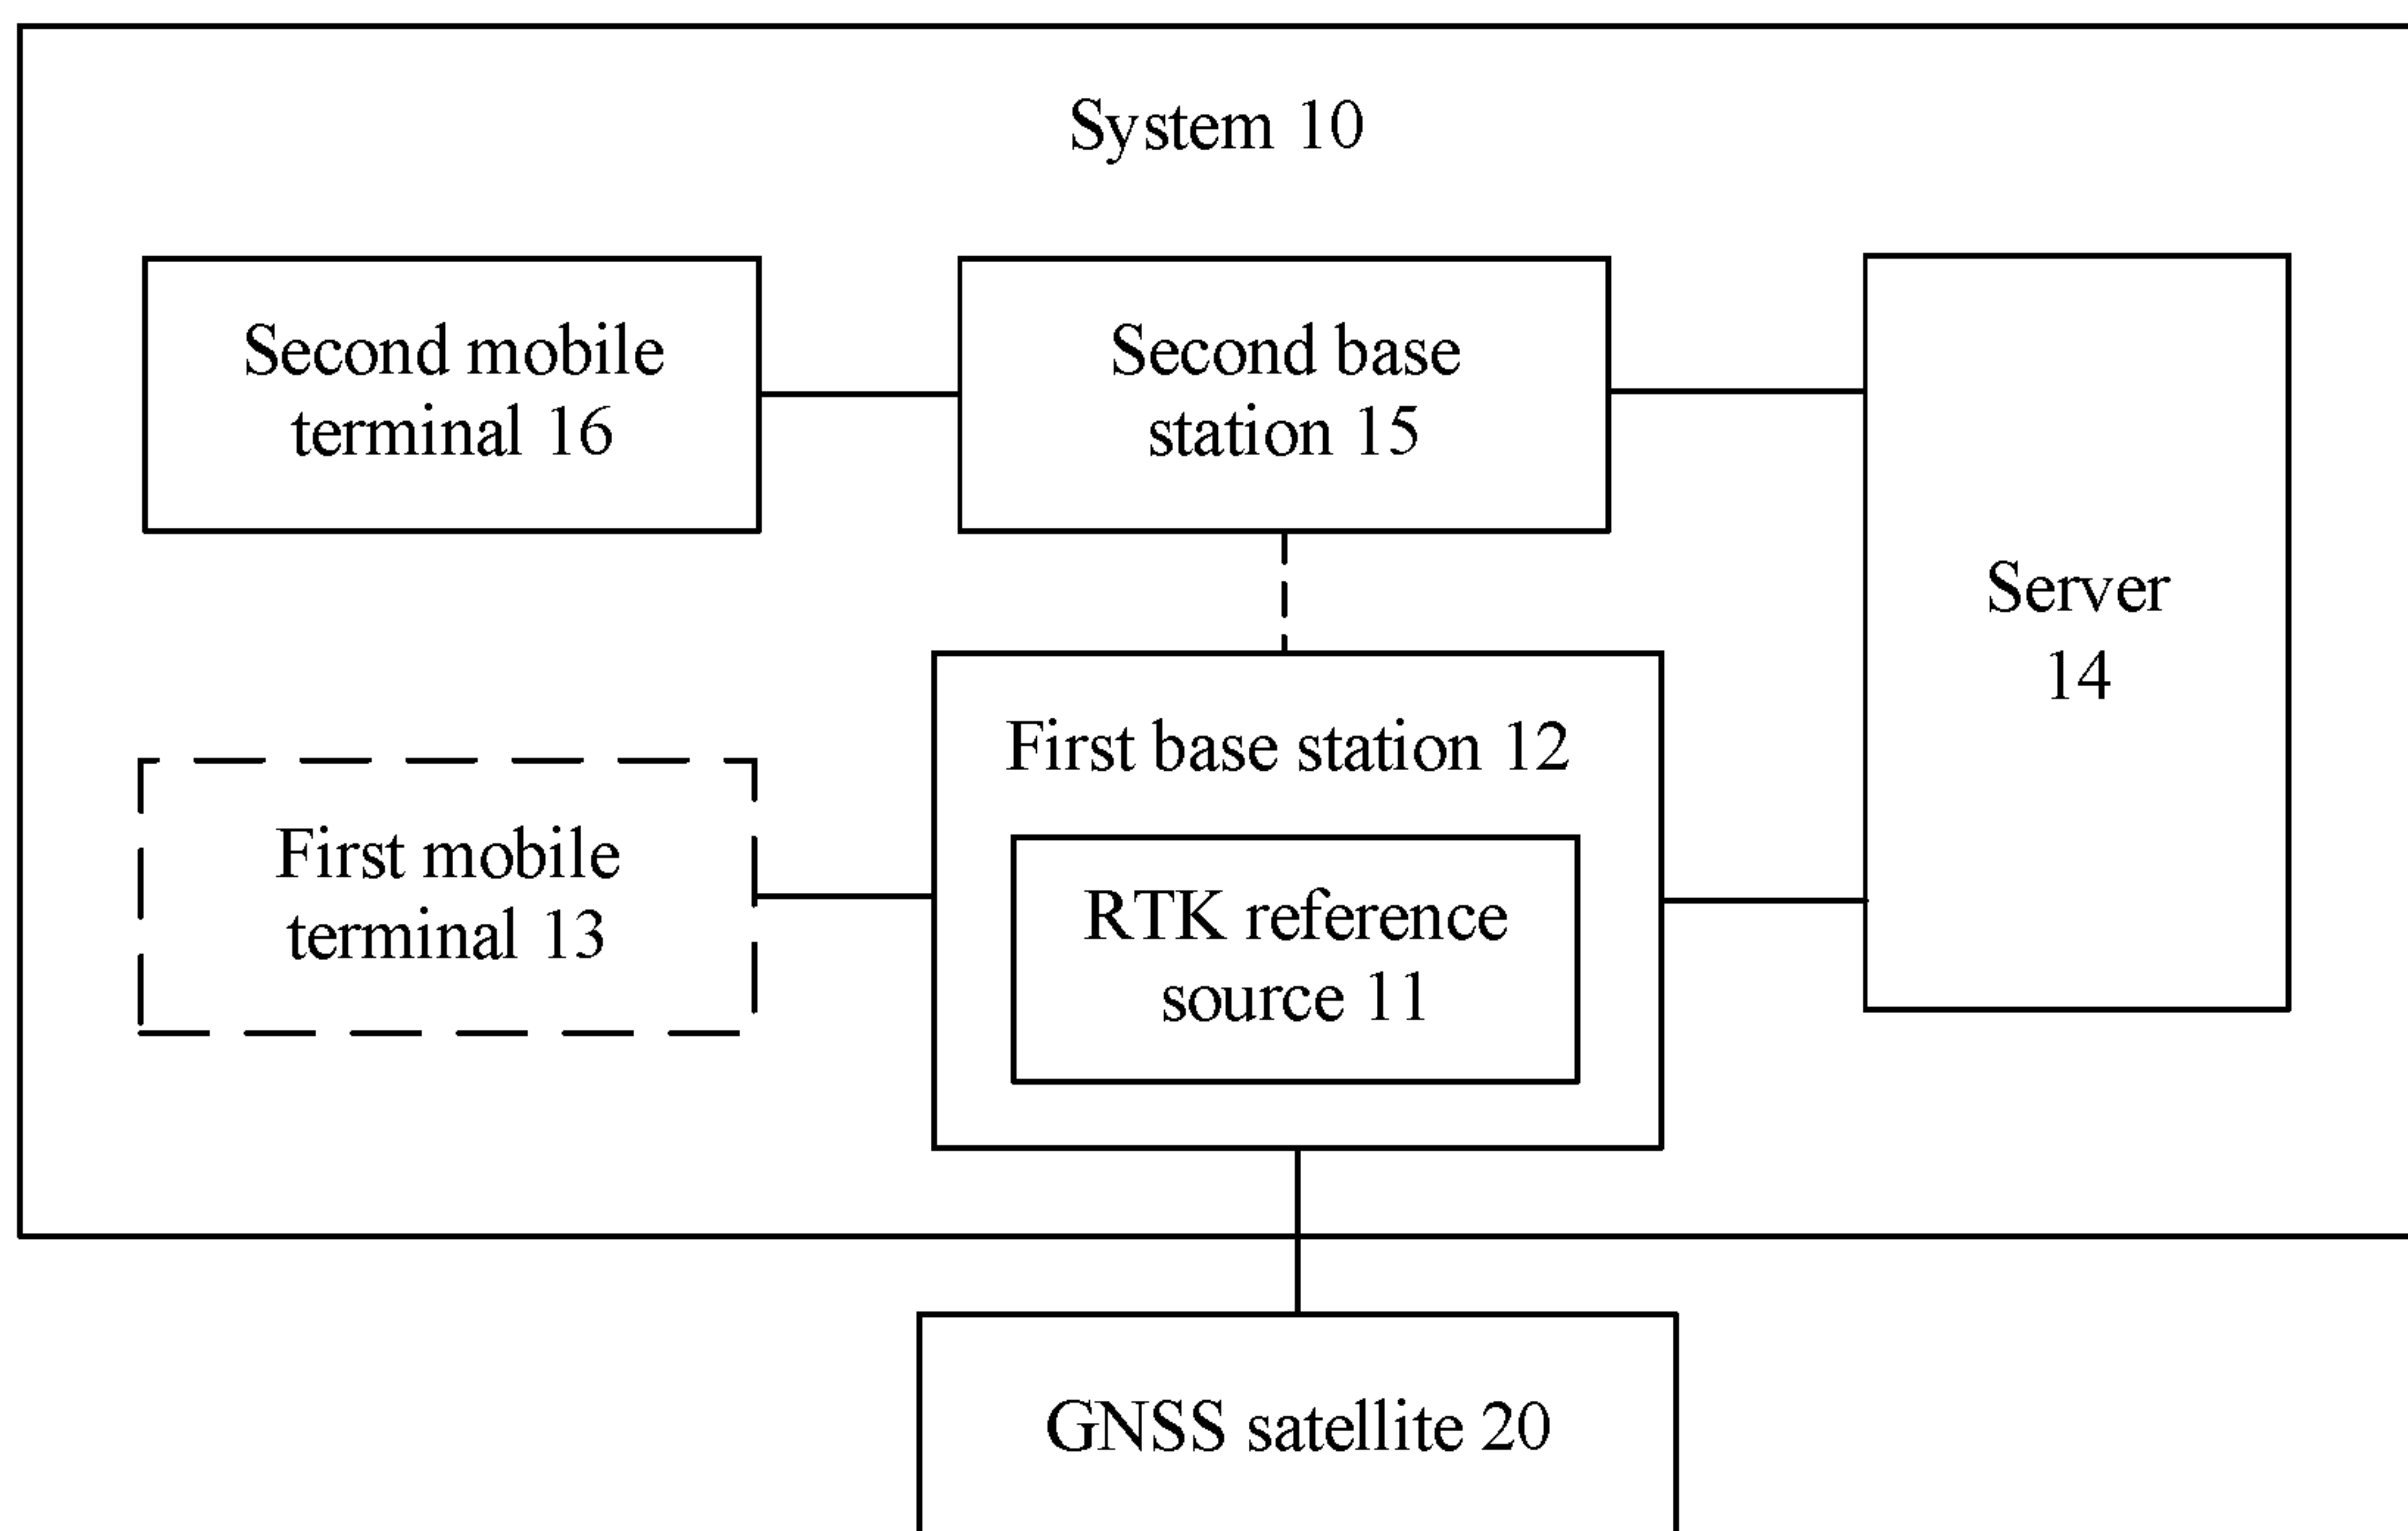 System 10
Second mobile
terminal 16
Second base
station 15
Server
14
First base station 12
First mobile
terminal 13
RTK reference
source 11
GNSS satellite 20